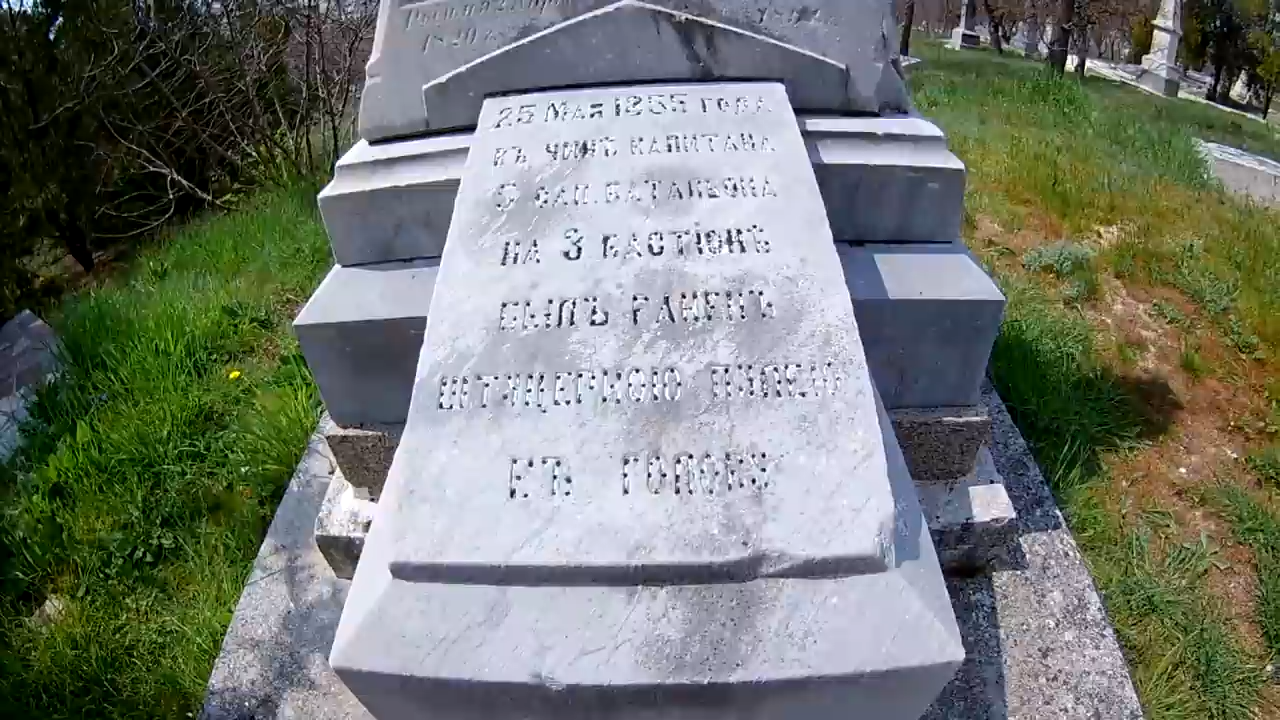 25 МАЯ 1855 ГОДА
ВЪ ЧИНѢ КАПИТАНА
5 САП. БАТАЛЬОНА
НА 3 БАСТІОНѢ
БЫЛЪ РАНЕНЪ
ШТУЦЕРНОЮ ПУЛЕЮ
ВЪ ГОЛОВУ